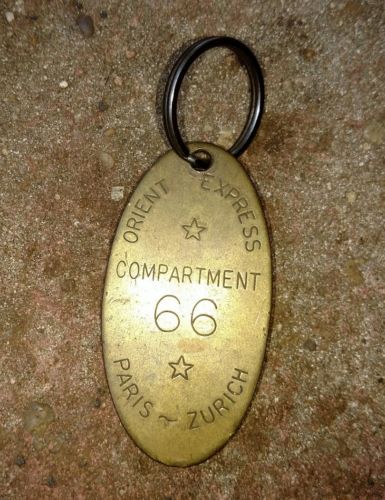 ORIENT EXPRESS
COMPARTMENT
66
PARIS ~ ZURICH